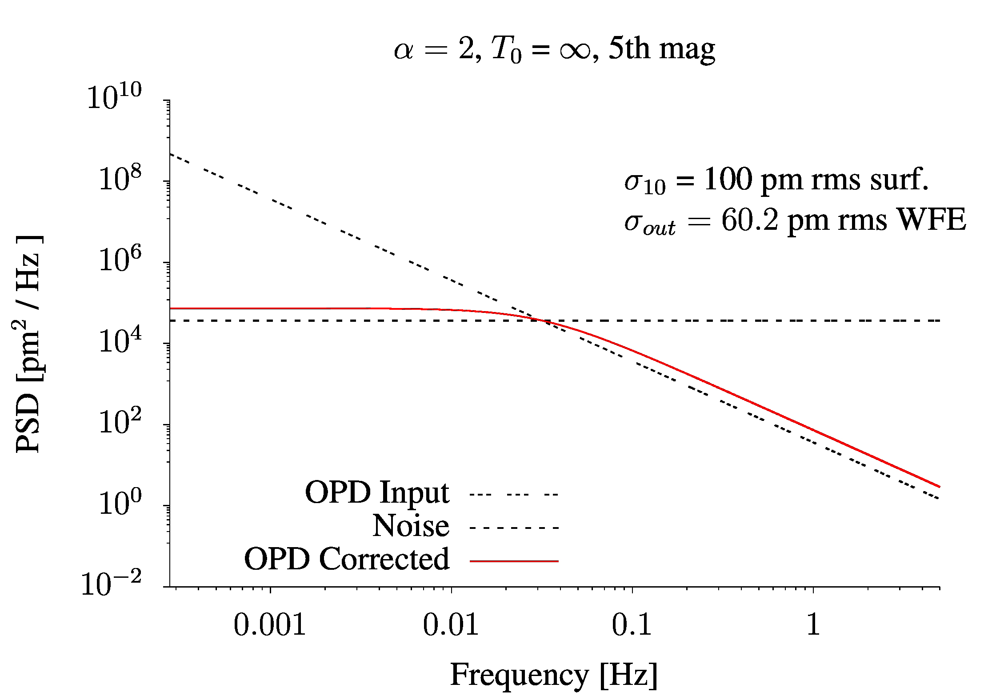 α = 2, T₀ = ∞, 5th mag
10¹⁰
10⁸
10⁶
10⁴
10²
10⁰
10⁻²
PSD [pm² / Hz ]
σ₁₀ = 100 pm rms surf.
σₒᵤₜ = 60.2 pm rms WFE
OPD Input
Noise
OPD Corrected
0.001 0.01 0.1 1
Frequency [Hz]